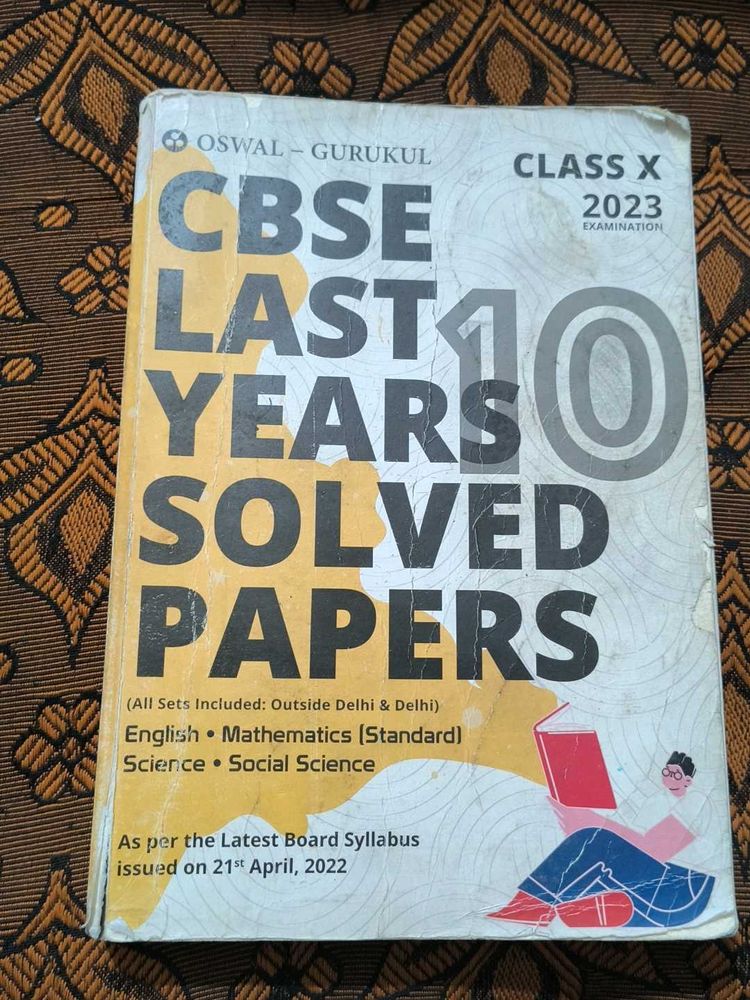 OSWAL – GURUKUL
CLASS X
2023
EXAMINATION
CBSE
LAST 10
YEARS
SOLVED
PAPERS
(All Sets Included: Outside Delhi & Delhi)
English • Mathematics (Standard)
Science • Social Science
As per the Latest Board Syllabus
issued on 21st April, 2022